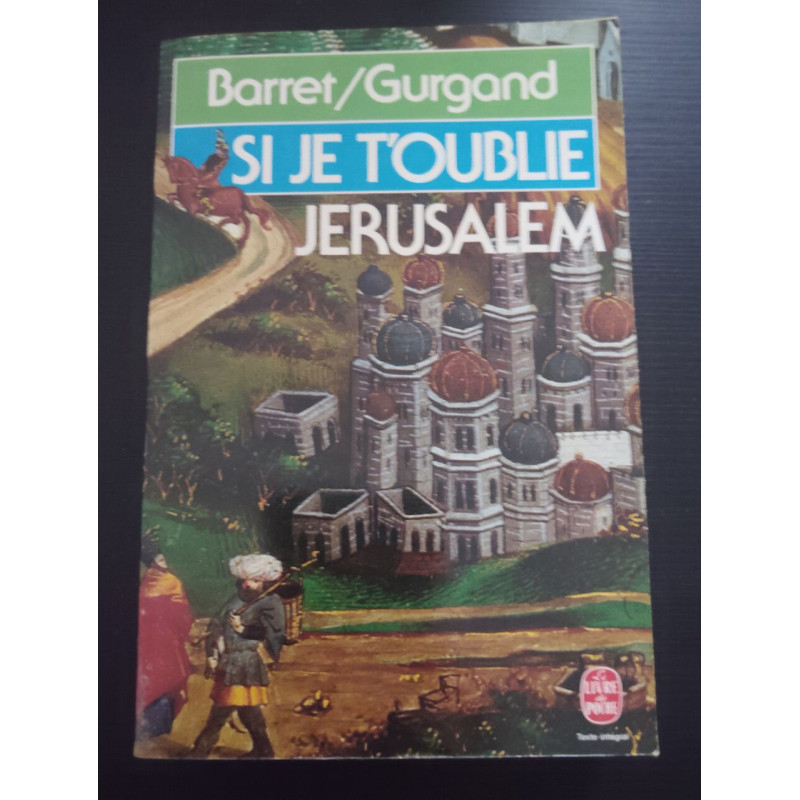 Barret/Gurgand
SI JE T'OUBLIE
JERUSALEM
Le
LIVRE
de
POCHE
Texte intégral